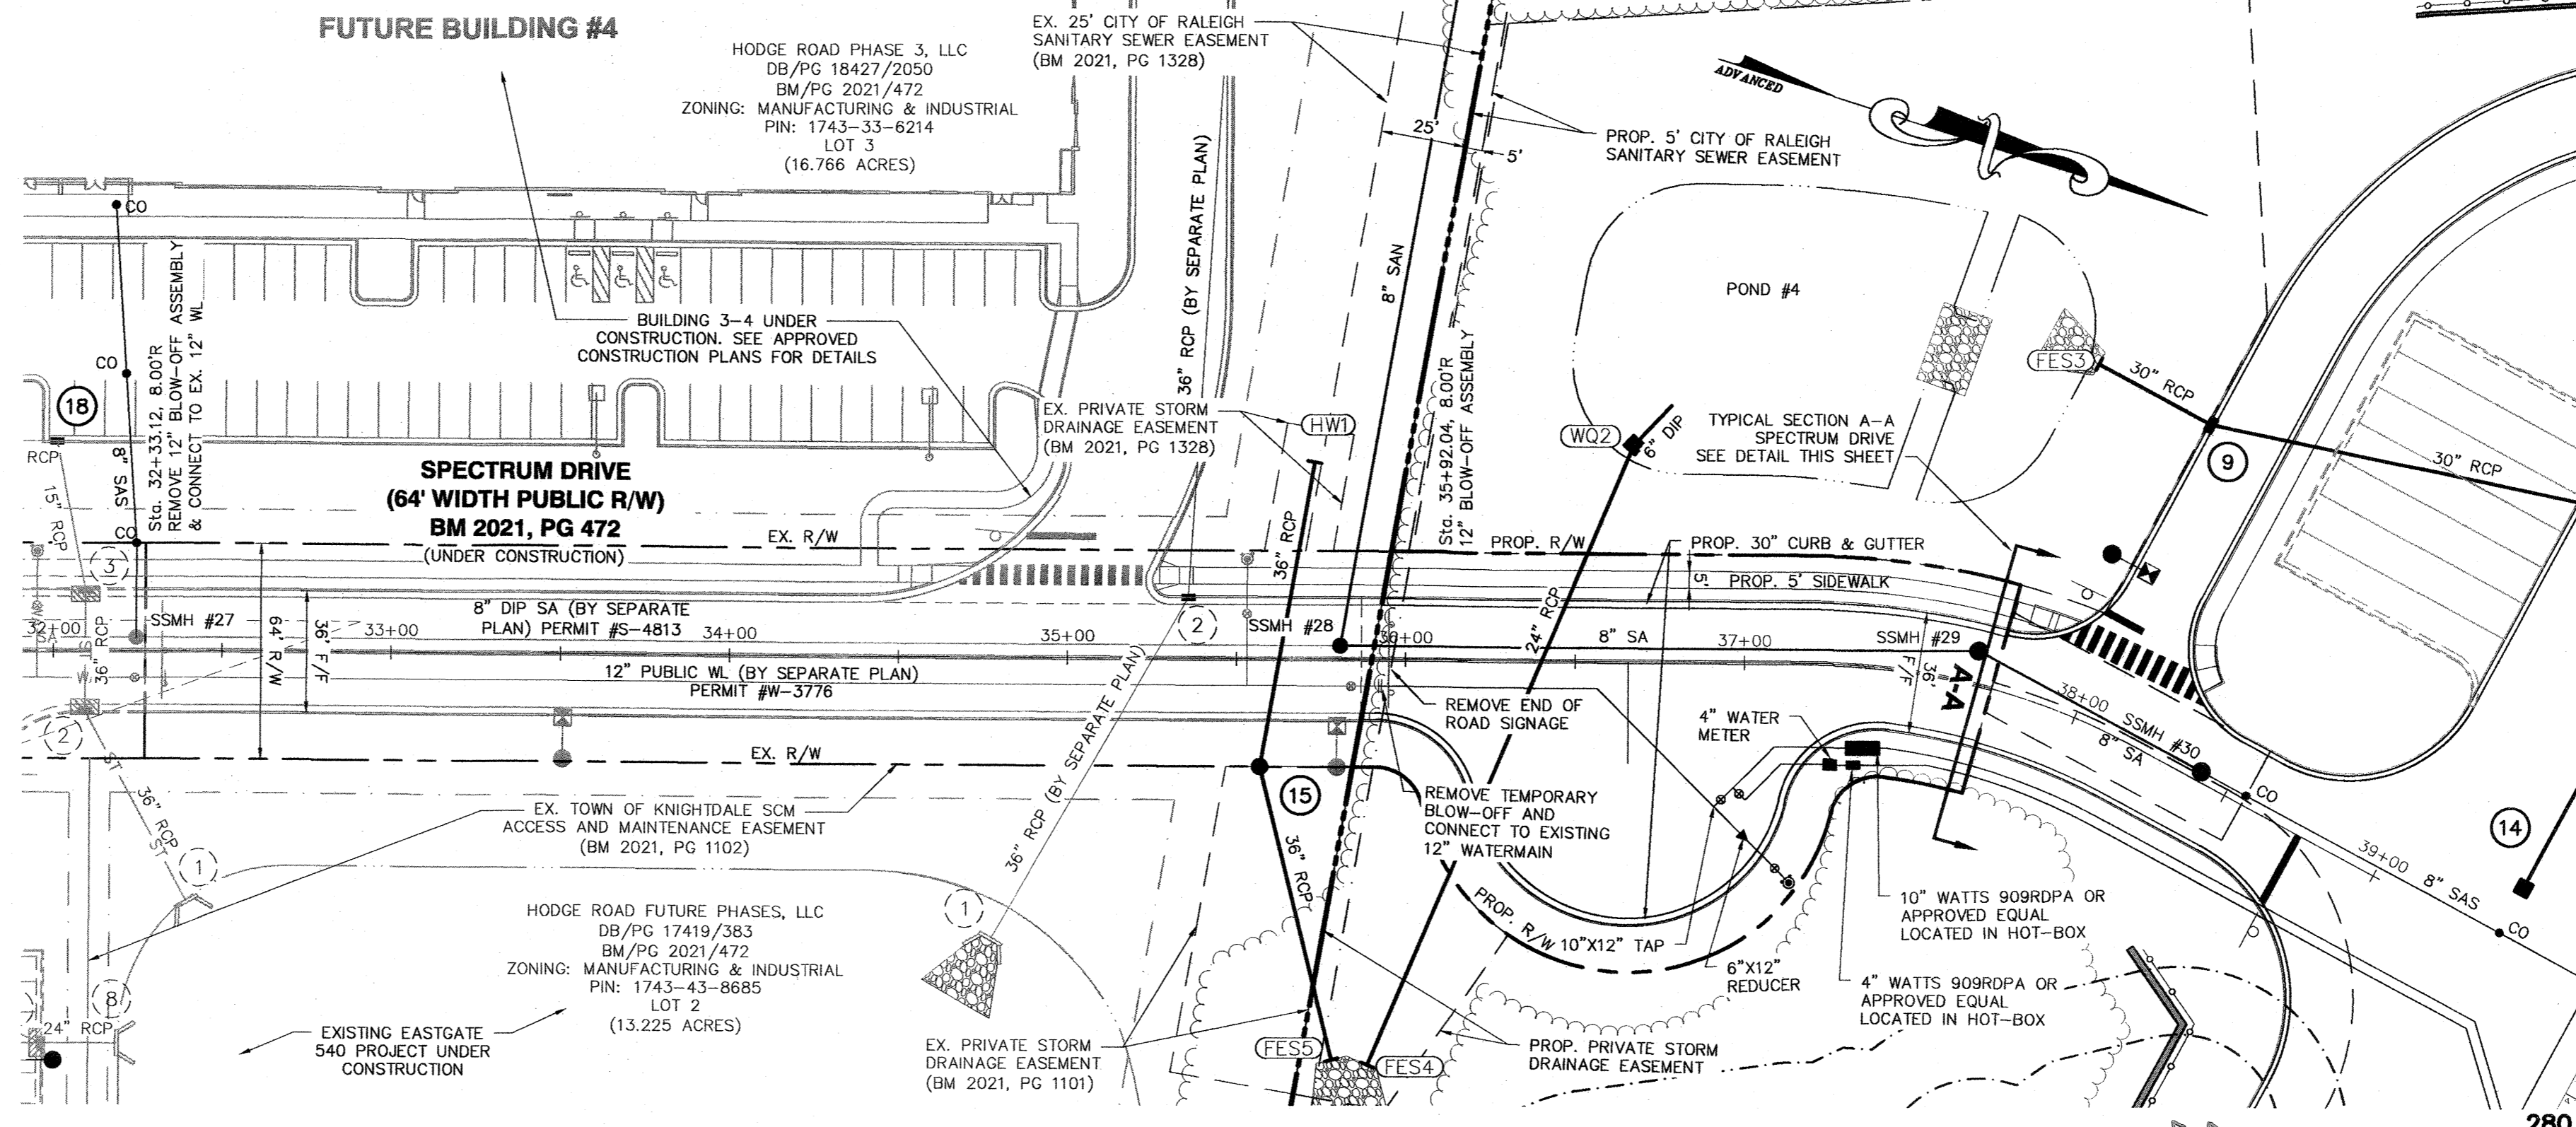 FUTURE BUILDING #4
HODGE ROAD PHASE 3, LLC
DB/PG 18427/2050
BM/PG 2021/472
ZONING: MANUFACTURING & INDUSTRIAL
PIN: 1743-33-6214
LOT 3
(16.766 ACRES)
EX. 25' CITY OF RALEIGH
SANITARY SEWER EASEMENT
(BM 2021, PG 1328)
ADVANCED
25'
5'
PROP. 5' CITY OF RALEIGH
SANITARY SEWER EASEMENT
CO
CO
CO
18
8" SAS
Sta. 32+33.12, 8.00'R
REMOVE 12" BLOW-OFF ASSEMBLY
& CONNECT TO EX. 12" WL
BUILDING 3-4 UNDER
CONSTRUCTION. SEE APPROVED
CONSTRUCTION PLANS FOR DETAILS
36" RCP (BY SEPARATE PLAN)
8" SAN
Sta. 35+92.04, 8.00'R
12" BLOW-OFF ASSEMBLY
POND #4
FES3
30" RCP
9
30" RCP
EX. PRIVATE STORM
DRAINAGE EASEMENT
(BM 2021, PG 1328)
HW1
WQ2
6" DIP
TYPICAL SECTION A-A
SPECTRUM DRIVE
SEE DETAIL THIS SHEET
RCP
15" RCP
SPECTRUM DRIVE
(64' WIDTH PUBLIC R/W)
BM 2021, PG 472
(UNDER CONSTRUCTION)
EX. R/W
36" RCP
PROP. R/W
PROP. 30" CURB & GUTTER
5'
PROP. 5' SIDEWALK
3
32+00
SSMH #27
64' R/W
36' F/F
8" DIP SA (BY SEPARATE
PLAN) PERMIT #S-4813
33+00
34+00
35+00
2
SSMH #28
36+00
24" RCP
8" SA
37+00
SSMH #29
36'
F/F
A-A
36" RCP
12" PUBLIC WL (BY SEPARATE PLAN)
PERMIT #W-3776
38+00
SSMH #30
8" SA
CO
2
ST
36" RCP
ST
1
EX. R/W
36" RCP (BY SEPARATE PLAN)
REMOVE END OF
ROAD SIGNAGE
4" WATER
METER
15
36" RCP
REMOVE TEMPORARY
BLOW-OFF AND
CONNECT TO EXISTING
12" WATERMAIN
14
39+00
8" SAS
CO
EX. TOWN OF KNIGHTDALE SCM
ACCESS AND MAINTENANCE EASEMENT
(BM 2021, PG 1102)
1
PROP. R/W
10"X12" TAP
6"X12"
REDUCER
10" WATTS 909RDPA OR
APPROVED EQUAL
LOCATED IN HOT-BOX
4" WATTS 909RDPA OR
APPROVED EQUAL
LOCATED IN HOT-BOX
HODGE ROAD FUTURE PHASES, LLC
DB/PG 17419/383
BM/PG 2021/472
ZONING: MANUFACTURING & INDUSTRIAL
PIN: 1743-43-8685
LOT 2
(13.225 ACRES)
8
24" RCP
EXISTING EASTGATE
540 PROJECT UNDER
CONSTRUCTION
EX. PRIVATE STORM
DRAINAGE EASEMENT
(BM 2021, PG 1101)
FES5
FES4
PROP. PRIVATE STORM
DRAINAGE EASEMENT
280